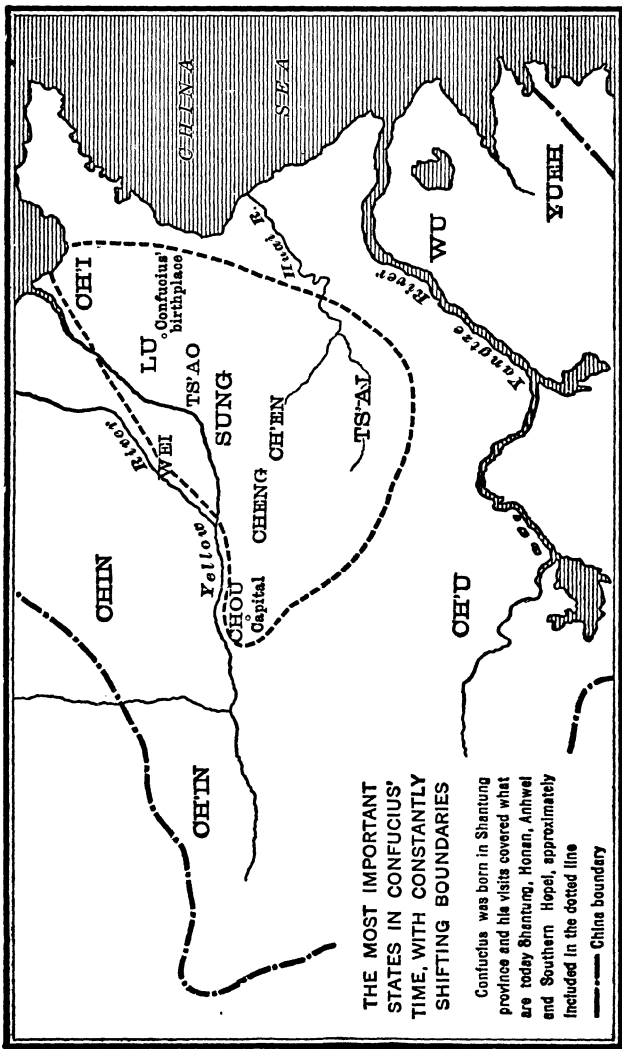 CHINA
SEA
CH'I
LU
Confucius'
birthplace
TS'AO
SUNG
WEI
River
Yellow
CHIN
CHOU
Capital
CHENG
CH'EN
TS'AI
Huai R.
Yangtze
River
WU
YUEH
CH'U
CH'IN
THE MOST IMPORTANT
STATES IN CONFUCIUS'
TIME, WITH CONSTANTLY
SHIFTING BOUNDARIES
Confucius was born in Shantung
province and his visits covered what
are today Shantung, Honan, Anhwei
and Southern Hopei, approximately
included in the dotted line
China boundary